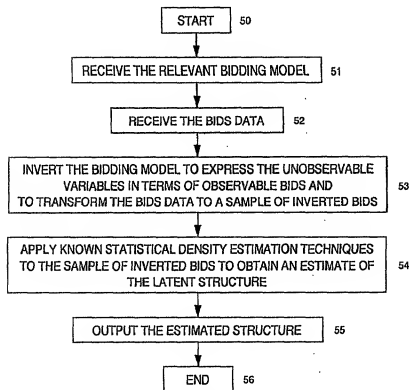 START 50
RECEIVE THE RELEVANT BIDDING MODEL 51
RECEIVE THE BIDS DATA 52
INVERT THE BIDDING MODEL TO EXPRESS THE UNOBSERVABLE
VARIABLES IN TERMS OF OBSERVABLE BIDS AND 53
TO TRANSFORM THE BIDS DATA TO A SAMPLE OF INVERTED BIDS
APPLY KNOWN STATISTICAL DENSITY ESTIMATION TECHNIQUES
TO THE SAMPLE OF INVERTED BIDS TO OBTAIN AN ESTIMATE OF 54
THE LATENT STRUCTURE
OUTPUT THE ESTIMATED STRUCTURE 55
END 56